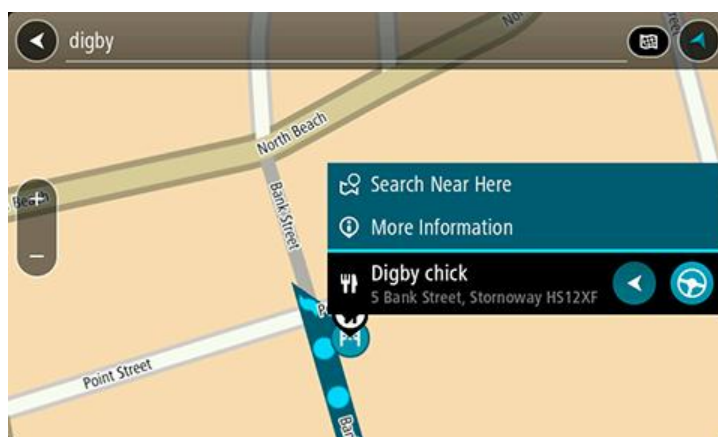 digby
North Beach
Bank Street
Search Near Here
More Information
Digby chick
5 Bank Street, Stornoway HS12XF
Point Street